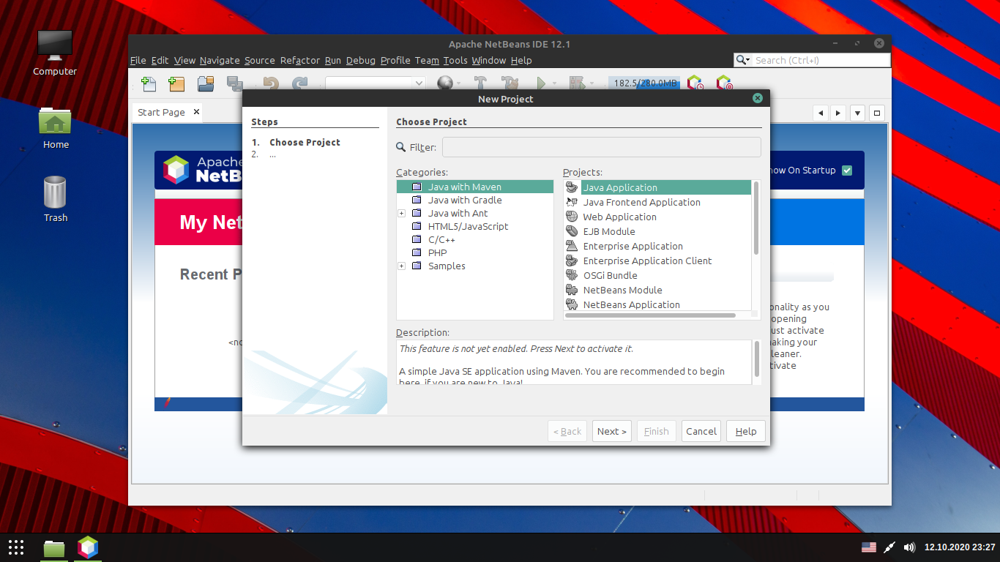 Computer
Home
Trash
Apache NetBeans IDE 12.1
File Edit View Navigate Source Refactor Run Debug Profile Team Tools Window Help
Search (Ctrl+I)
182.5/280.0MB
Start Page
Apache
My Net
Recent P
how On Startup
onality as you
opening
ust activate
aking your
leaner.
tivate
New Project
Steps
1. Choose Project
2. ...
Choose Project
Filter:
Categories:
Java with Maven
Java with Gradle
Java with Ant
HTML5/JavaScript
C/C++
PHP
Samples
Projects:
Java Application
Java Frontend Application
Web Application
EJB Module
Enterprise Application
Enterprise Application Client
OSGi Bundle
NetBeans Module
NetBeans Application
Description:
This feature is not yet enabled. Press Next to activate it.
A simple Java SE application using Maven. You are recommended to begin
here, if you are new to Java!
< Back Next > Finish Cancel Help
12.10.2020 23:27